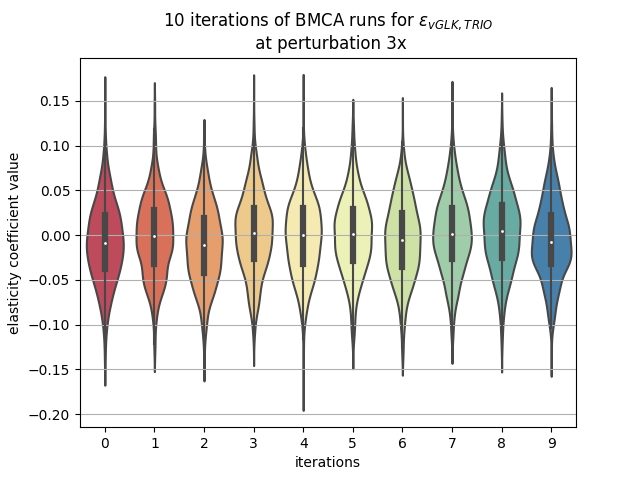 10 iterations of BMCA runs for ε_{vGLK, TRIO}
at perturbation 3x
elasticity coefficient value
0.15
0.10
0.05
0.00
−0.05
−0.10
−0.15
−0.20
0 1 2 3 4 5 6 7 8 9
iterations